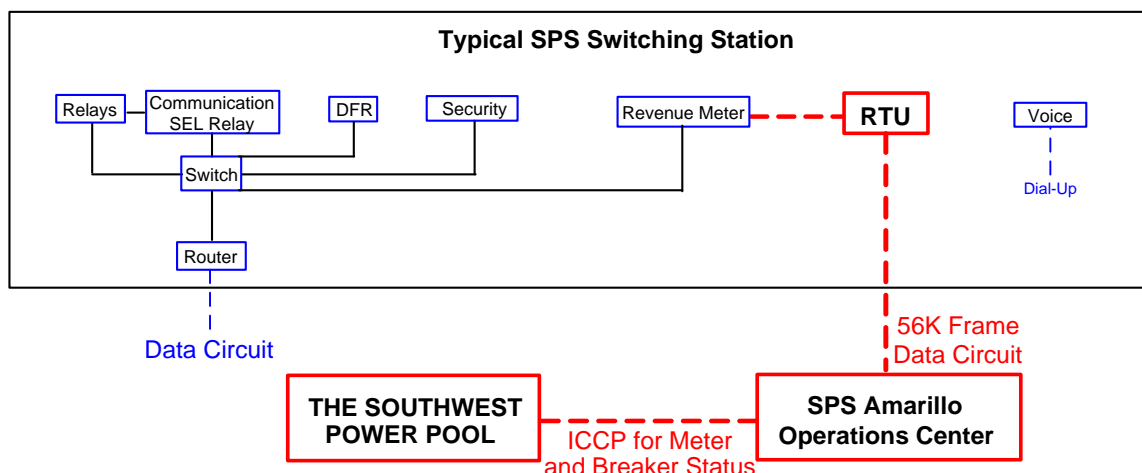 Typical SPS Switching Station
Relays
Communication
SEL Relay
DFR
Security
Revenue Meter
RTU
Voice
Switch
Dial-Up
Router
Data Circuit
56K Frame
Data Circuit
THE SOUTHWEST
POWER POOL
ICCP for Meter
and Breaker Status
SPS Amarillo
Operations Center